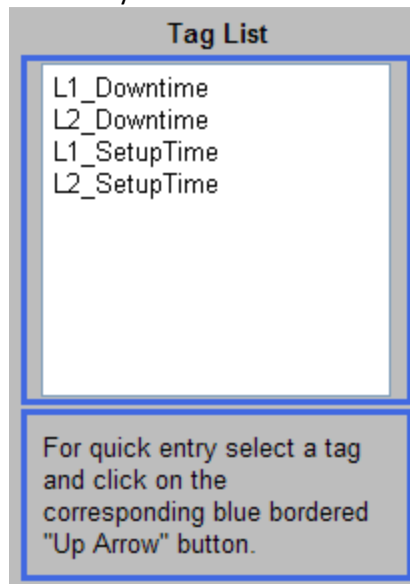 Tag List
L1_Downtime
L2_Downtime
L1_SetupTime
L2_SetupTime
For quick entry select a tag
and click on the
corresponding blue bordered
"Up Arrow" button.